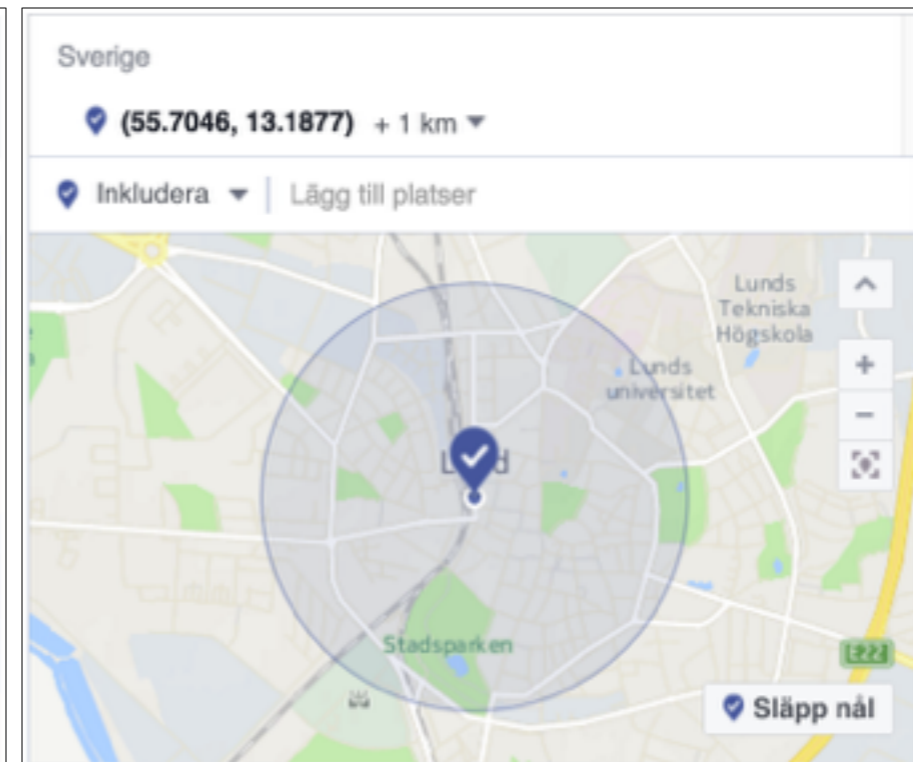 Sverige
(55.7046, 13.1877) + 1 km
Inkludera Lägg till platser
Lunds
Tekniska
Högskola
Lunds
universitet
Stadsparken
E22
Släpp nål